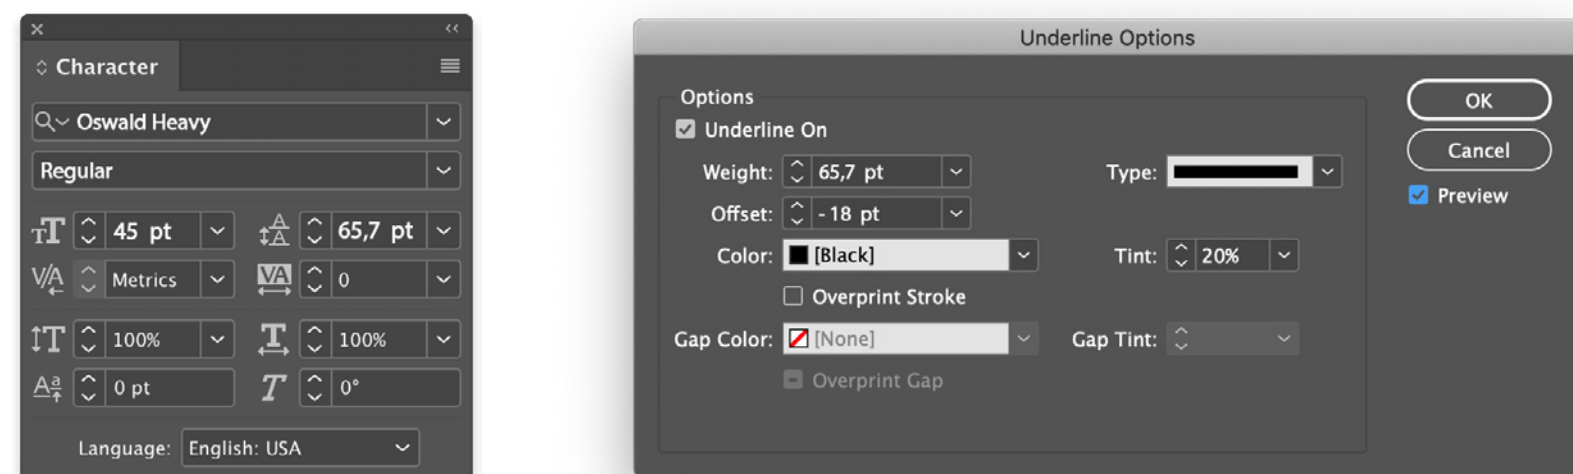 Character
Oswald Heavy
Regular
45 pt 65,7 pt
Metrics 0
100% 100%
0 pt 0°
Language: English: USA
Underline Options
Options
Underline On
Weight: 65,7 pt Type:
Offset: -18 pt
Color: [Black] Tint: 20%
Overprint Stroke
Gap Color: [None] Gap Tint:
Overprint Gap
OK
Cancel
Preview